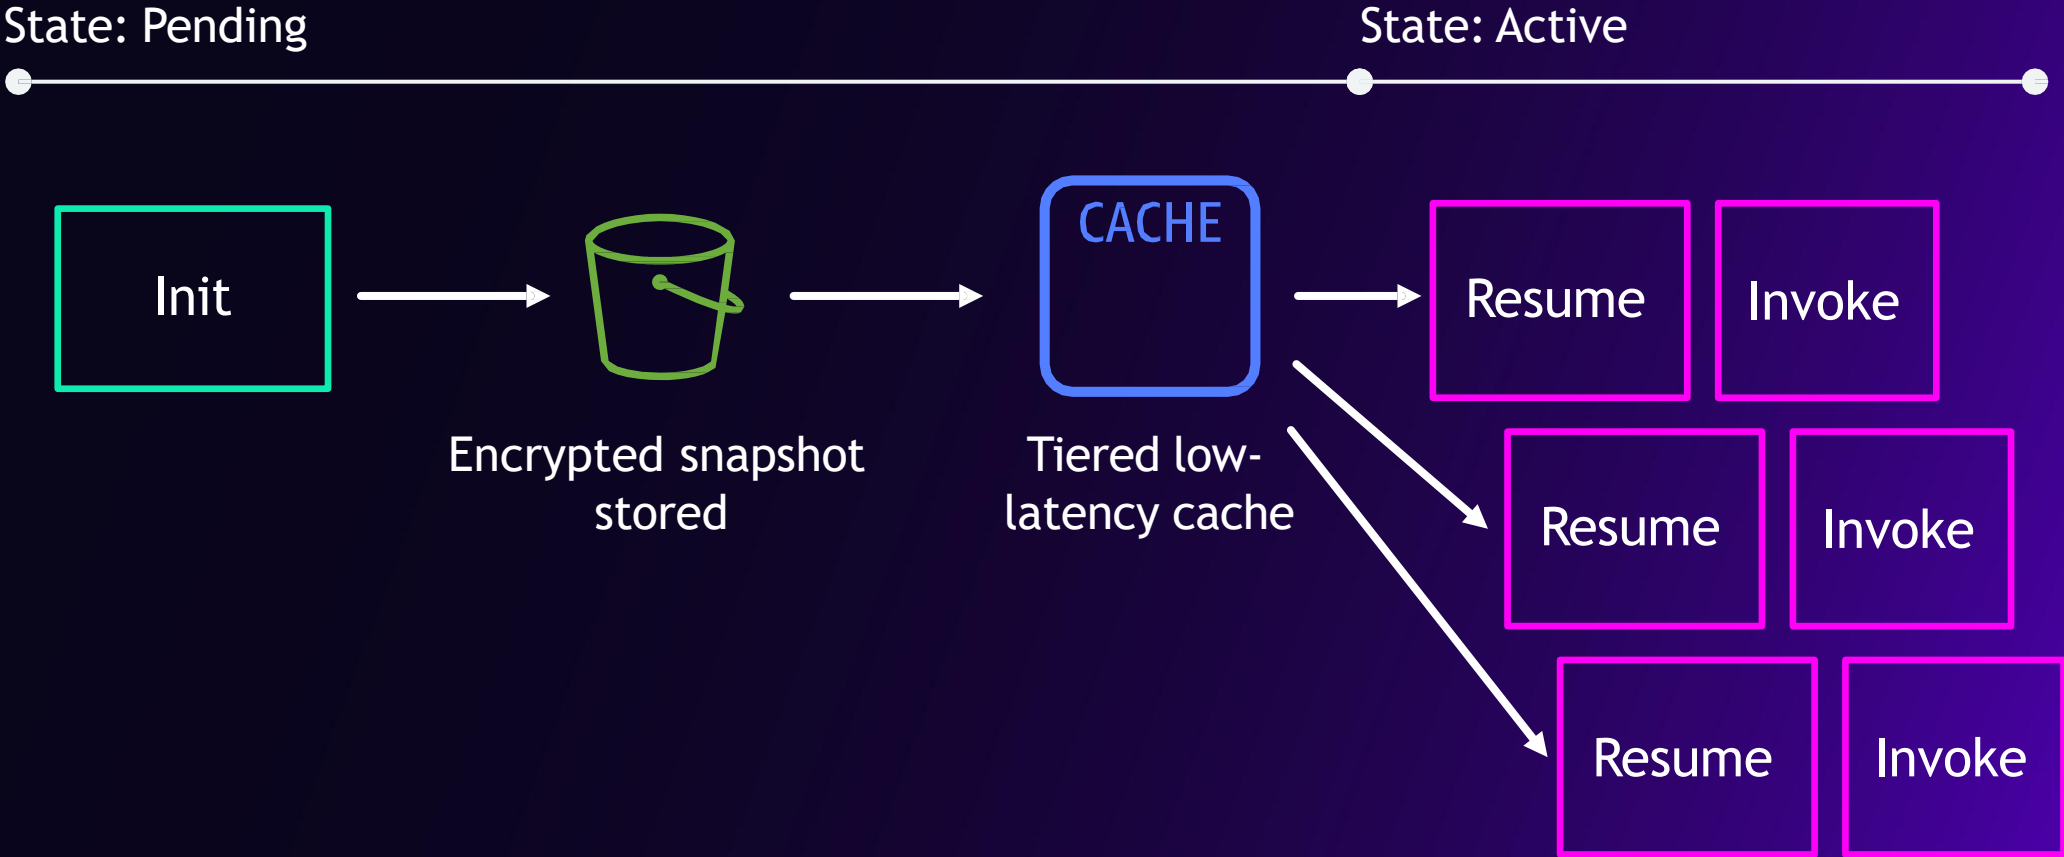 State: Pending
State: Active
Init
Encrypted snapshot
stored
CACHE
Tiered low-
latency cache
Resume
Invoke
Resume
Invoke
Resume
Invoke